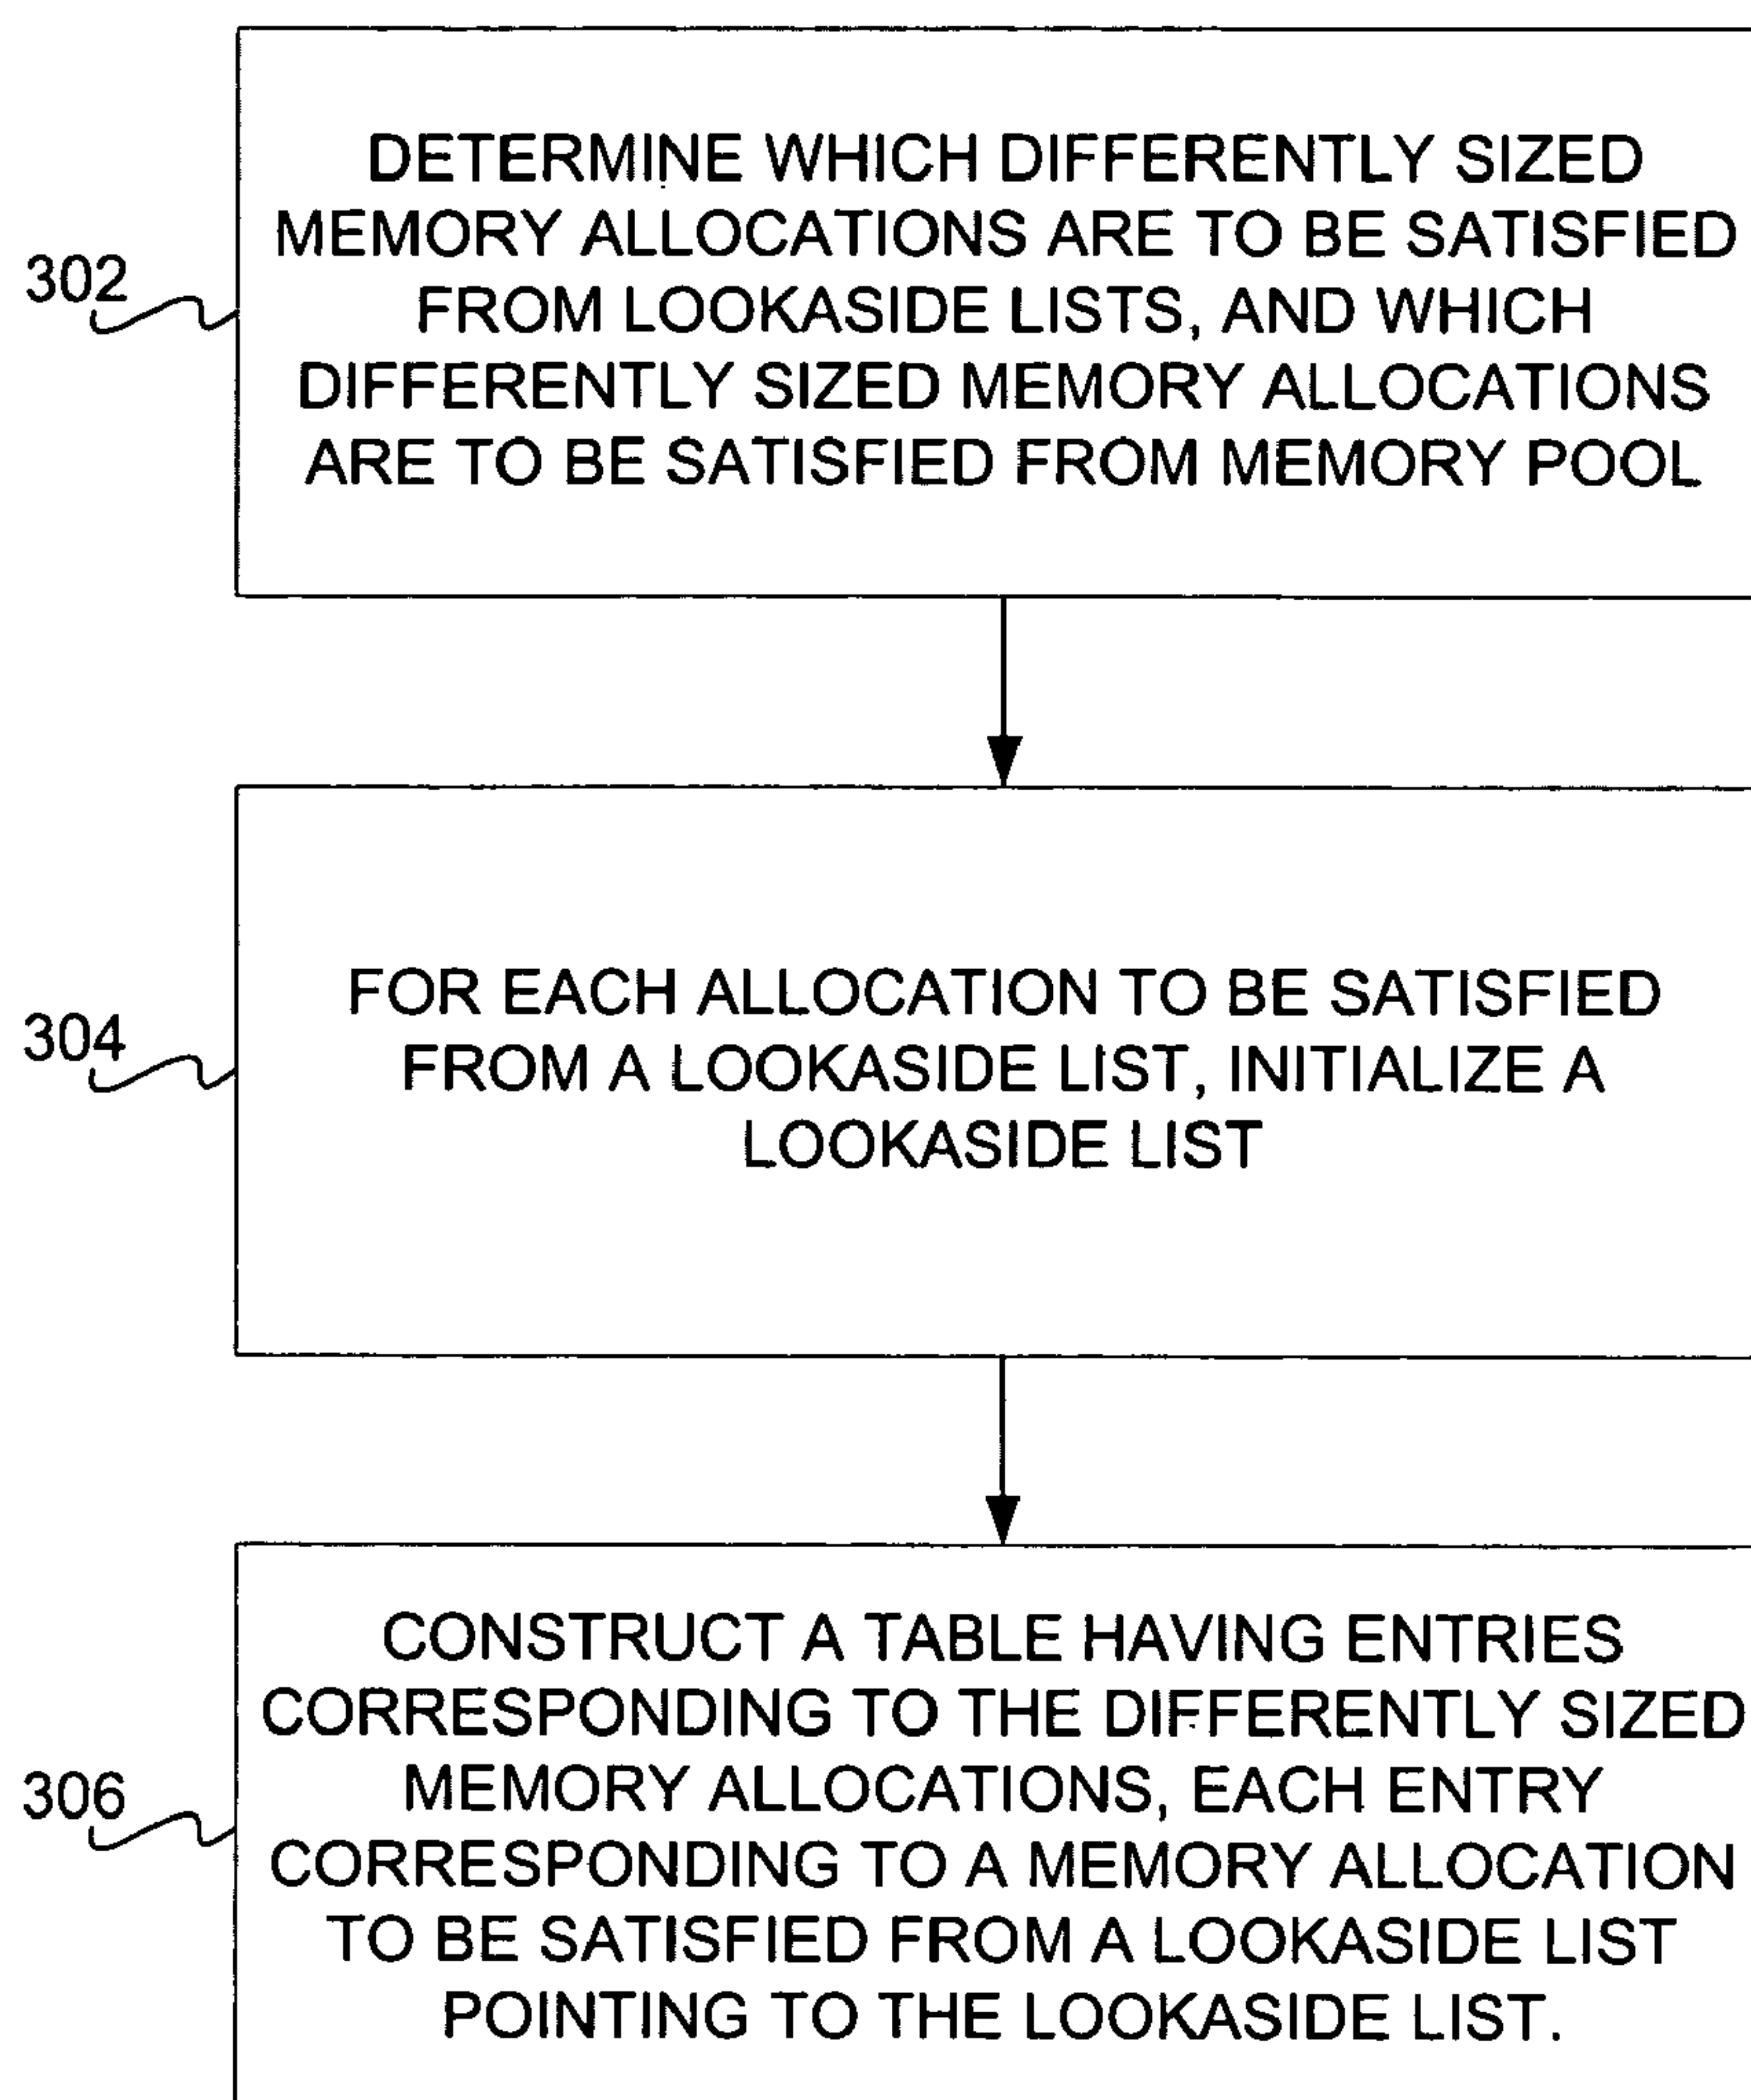 DETERMINE WHICH DIFFERENTLY SIZED
MEMORY ALLOCATIONS ARE TO BE SATISFIED
FROM LOOKASIDE LISTS, AND WHICH
DIFFERENTLY SIZED MEMORY ALLOCATIONS
ARE TO BE SATISFIED FROM MEMORY POOL
302
FOR EACH ALLOCATION TO BE SATISFIED
FROM A LOOKASIDE LIST, INITIALIZE A
LOOKASIDE LIST
304
CONSTRUCT A TABLE HAVING ENTRIES
CORRESPONDING TO THE DIFFERENTLY SIZED
MEMORY ALLOCATIONS, EACH ENTRY
CORRESPONDING TO A MEMORY ALLOCATION
TO BE SATISFIED FROM A LOOKASIDE LIST
POINTING TO THE LOOKASIDE LIST.
306